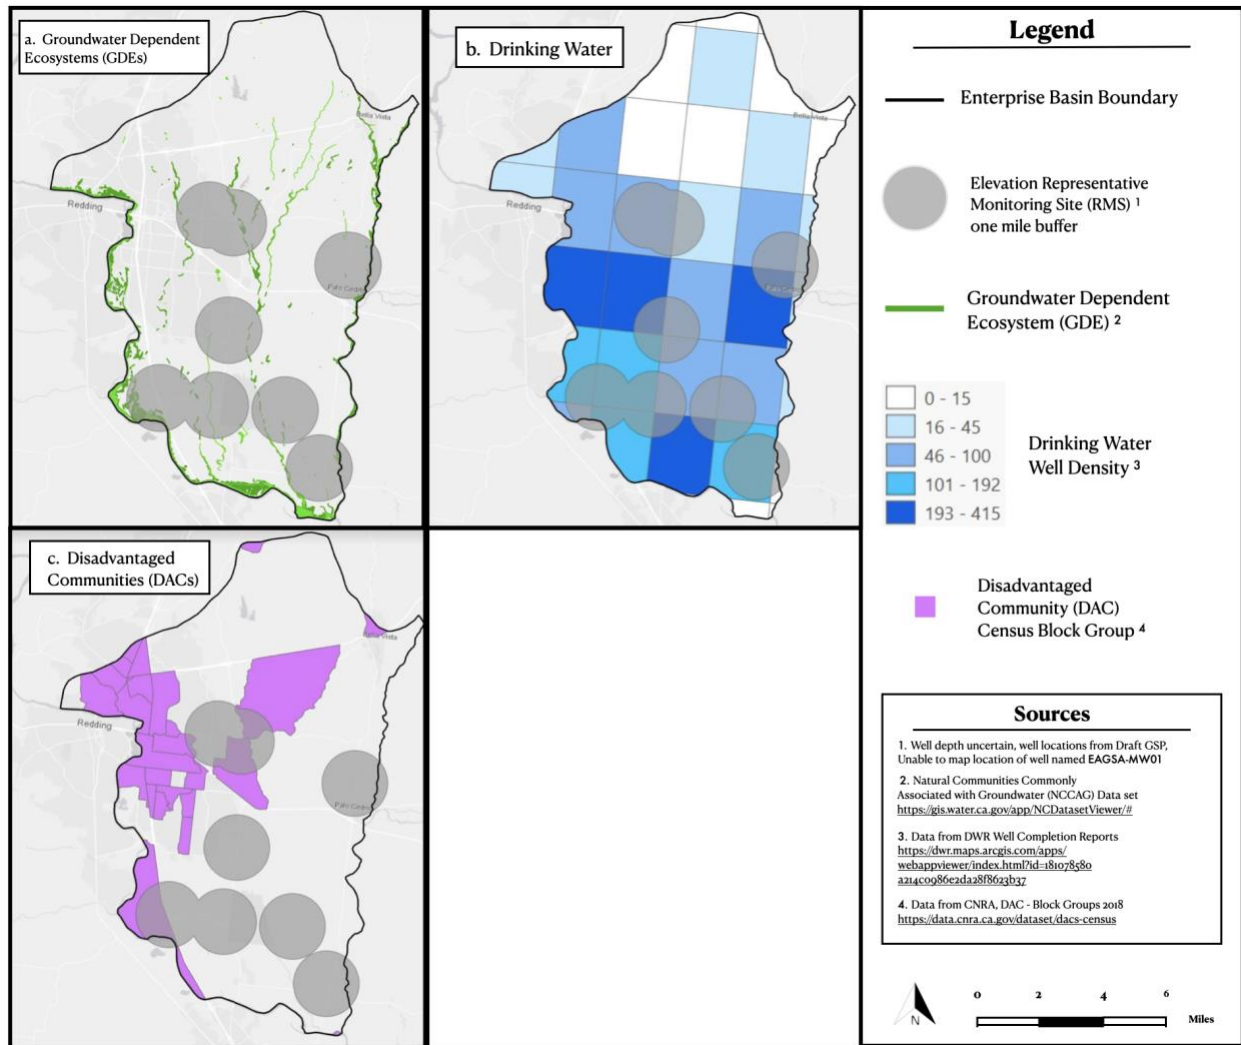 a. Groundwater Dependent
Ecosystems (GDEs)
Bella Vista
Redding
Palo Cedro
b. Drinking Water
Bella Vista
Redding
Palo Cedro
c. Disadvantaged
Communities (DACs)
Bella Vista
Redding
Palo Cedro
Legend
Enterprise Basin Boundary
Elevation Representative
Monitoring Site (RMS) 1
one mile buffer
Groundwater Dependent
Ecosystem (GDE) 2
0 - 15
16 - 45
46 - 100
101 - 192
193 - 415
Drinking Water
Well Density 3
Disadvantaged
Community (DAC)
Census Block Group 4
Sources
1. Well depth uncertain, well locations from Draft GSP,
Unable to map location of well named EAGSA-MW01
2. Natural Communities Commonly
Associated with Groundwater (NCCAG) Data set
https://gis.water.ca.gov/app/NCDatasetViewer/#
3. Data from DWR Well Completion Reports
https://dwr.maps.arcgis.com/apps/
webappviewer/index.html?id=181078580
a214c0986e2da28f8623b37
4. Data from CNRA, DAC - Block Groups 2018
https://data.cnra.ca.gov/dataset/dacs-census
N
0 2 4 6
Miles